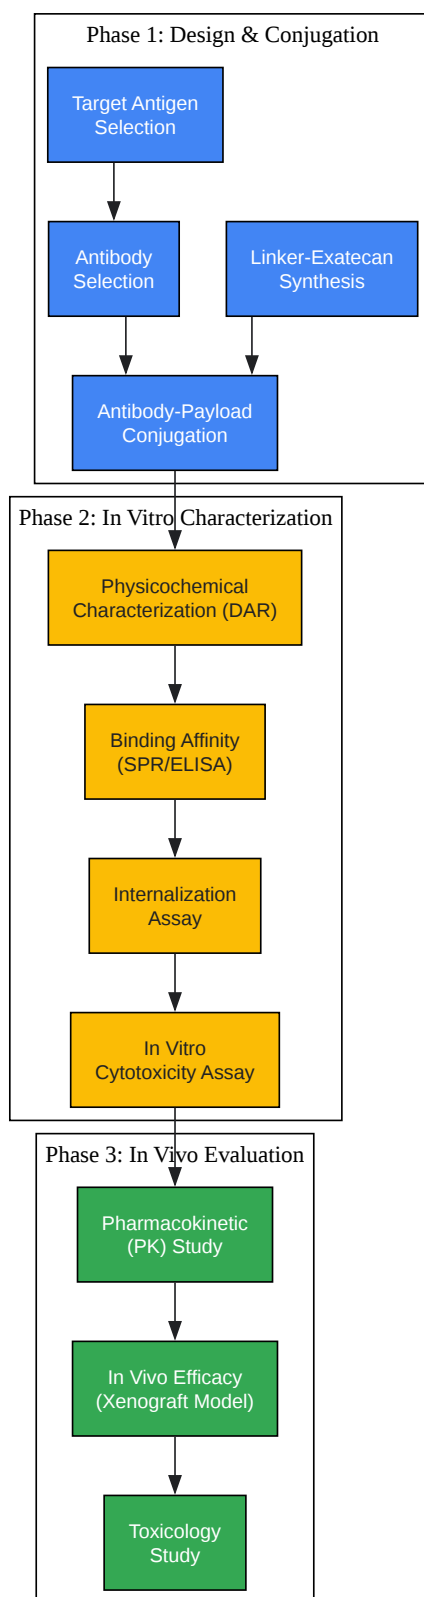 Phase 1: Design & Conjugation
Target Antigen
Selection
Antibody
Selection
Linker-Exatecan
Synthesis
Antibody-Payload
Conjugation
Phase 2: In Vitro Characterization
Physicochemical
Characterization (DAR)
Binding Affinity
(SPR/ELISA)
Internalization
Assay
In Vitro
Cytotoxicity Assay
Phase 3: In Vivo Evaluation
Pharmacokinetic
(PK) Study
In Vivo Efficacy
(Xenograft Model)
Toxicology
Study